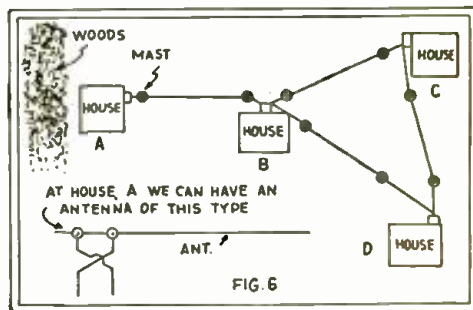 WOODS
MAST
HOUSE
A
HOUSE
B
HOUSE
C
HOUSE
D
AT HOUSE A WE CAN HAVE AN
ANTENNA OF THIS TYPE
ANT.
FIG. 6